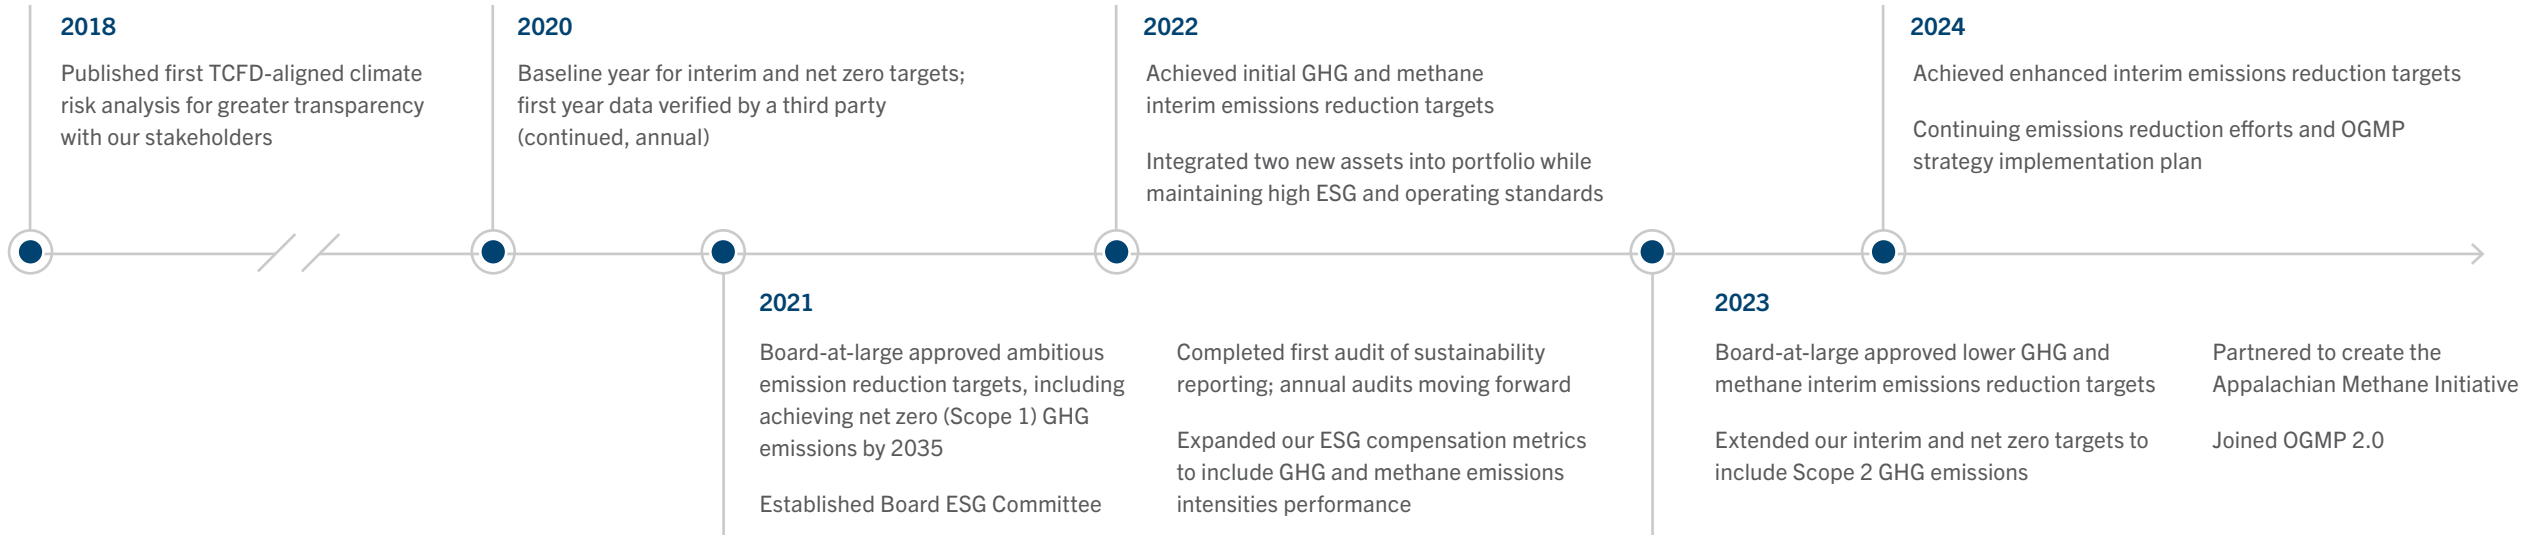 2018
Published first TCFD-aligned climate
risk analysis for greater transparency
with our stakeholders
2020
Baseline year for interim and net zero targets;
first year data verified by a third party
(continued, annual)
2021
Board-at-large approved ambitious
emission reduction targets, including
achieving net zero (Scope 1) GHG
emissions by 2035
Established Board ESG Committee
Completed first audit of sustainability
reporting; annual audits moving forward
Expanded our ESG compensation metrics
to include GHG and methane emissions
intensities performance
2022
Achieved initial GHG and methane
interim emissions reduction targets
Integrated two new assets into portfolio while
maintaining high ESG and operating standards
2023
Board-at-large approved lower GHG and
methane interim emissions reduction targets
Extended our interim and net zero targets to
include Scope 2 GHG emissions
Partnered to create the
Appalachian Methane Initiative
Joined OGMP 2.0
2024
Achieved enhanced interim emissions reduction targets
Continuing emissions reduction efforts and OGMP
strategy implementation plan